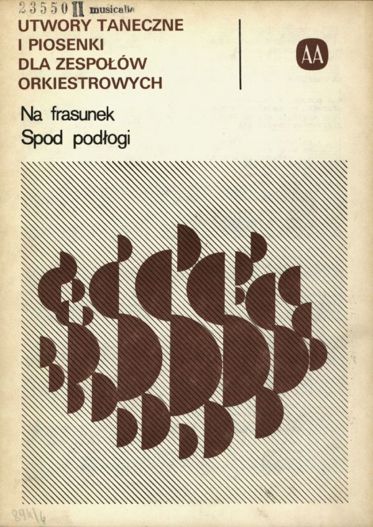 23550 II musicalia
UTWORY TANECZNE
I PIOSENKI
DLA ZESPOŁÓW
ORKIESTROWYCH
AA
Na frasunek
Spod podłogi